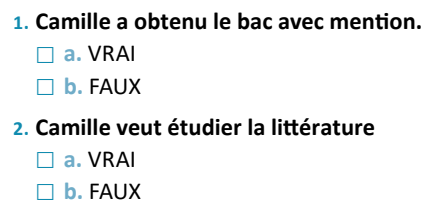 1. Camille a obtenu le bac avec mention.
☐ a. VRAI
☐ b. FAUX
2. Camille veut étudier la littérature
☐ a. VRAI
☐ b. FAUX